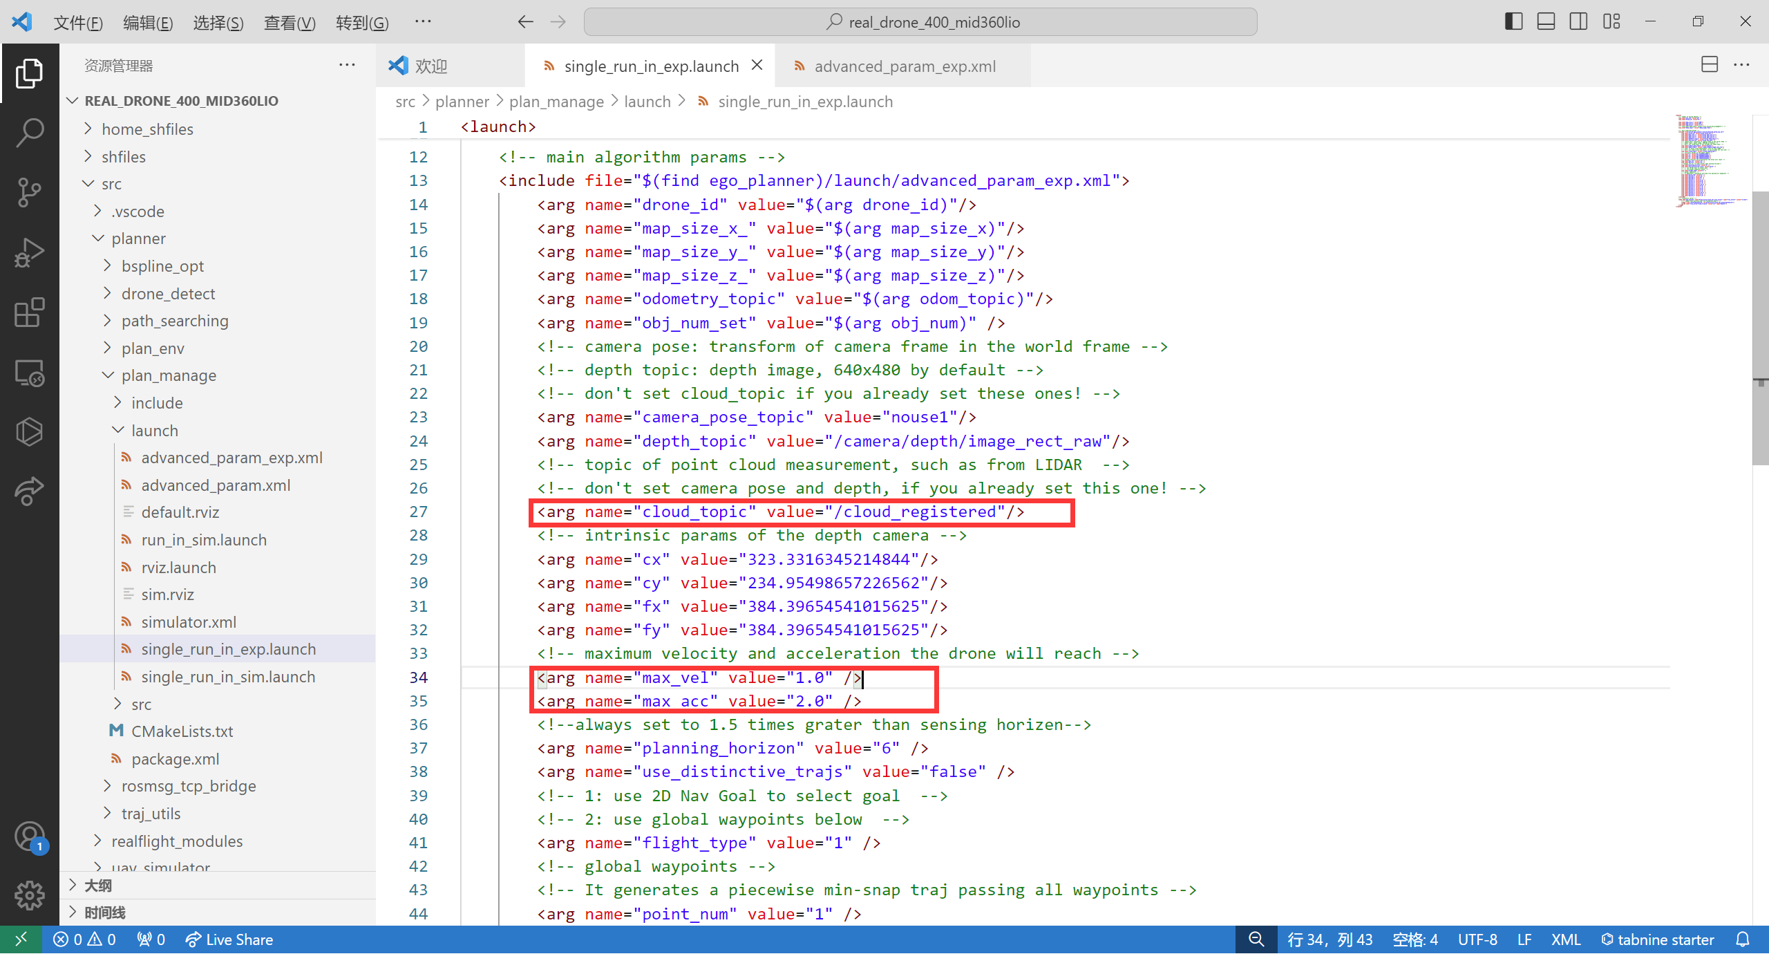 文件(F) 编辑(E) 选择(S) 查看(V) 转到(G) ··· real_drone_400_mid360lio
资源管理器 ···
欢迎 single_run_in_exp.launch advanced_param_exp.xml ···
src > planner > plan_manage > launch > single_run_in_exp.launch
REAL_DRONE_400_MID360LIO
home_shfiles
shfiles
src
.vscode
planner
bspline_opt
drone_detect
path_searching
plan_env
plan_manage
include
launch
advanced_param_exp.xml
advanced_param.xml
default.rviz
run_in_sim.launch
rviz.launch
sim.rviz
simulator.xml
single_run_in_exp.launch
single_run_in_sim.launch
src
CMakeLists.txt
package.xml
rosmsg_tcp_bridge
traj_utils
realflight_modules
uav_simulator
大纲
时间线
1 <launch>
12 <!-- main algorithm params -->
13 <include file="$(find ego_planner)/launch/advanced_param_exp.xml">
14 <arg name="drone_id" value="$(arg drone_id)"/>
15 <arg name="map_size_x_" value="$(arg map_size_x)"/>
16 <arg name="map_size_y_" value="$(arg map_size_y)"/>
17 <arg name="map_size_z_" value="$(arg map_size_z)"/>
18 <arg name="odometry_topic" value="$(arg odom_topic)"/>
19 <arg name="obj_num_set" value="$(arg obj_num)" />
20 <!-- camera pose: transform of camera frame in the world frame -->
21 <!-- depth topic: depth image, 640x480 by default -->
22 <!-- don't set cloud_topic if you already set these ones! -->
23 <arg name="camera_pose_topic" value="nouse1"/>
24 <arg name="depth_topic" value="/camera/depth/image_rect_raw"/>
25 <!-- topic of point cloud measurement, such as from LIDAR  -->
26 <!-- don't set camera pose and depth, if you already set this one! -->
27 <arg name="cloud_topic" value="/cloud_registered"/>
28 <!-- intrinsic params of the depth camera -->
29 <arg name="cx" value="323.3316345214844"/>
30 <arg name="cy" value="234.95498657226562"/>
31 <arg name="fx" value="384.39654541015625"/>
32 <arg name="fy" value="384.39654541015625"/>
33 <!-- maximum velocity and acceleration the drone will reach -->
34 <arg name="max_vel" value="1.0" />
35 <arg name="max_acc" value="2.0" />
36 <!--always set to 1.5 times grater than sensing horizen-->
37 <arg name="planning_horizon" value="6" />
38 <arg name="use_distinctive_trajs" value="false" />
39 <!-- 1: use 2D Nav Goal to select goal  -->
40 <!-- 2: use global waypoints below  -->
41 <arg name="flight_type" value="1" />
42 <!-- global waypoints -->
43 <!-- It generates a piecewise min-snap traj passing all waypoints -->
44 <arg name="point_num" value="1" />
1
0 0 0 Live Share 行 34，列 43 空格: 4 UTF-8 LF XML tabnine starter